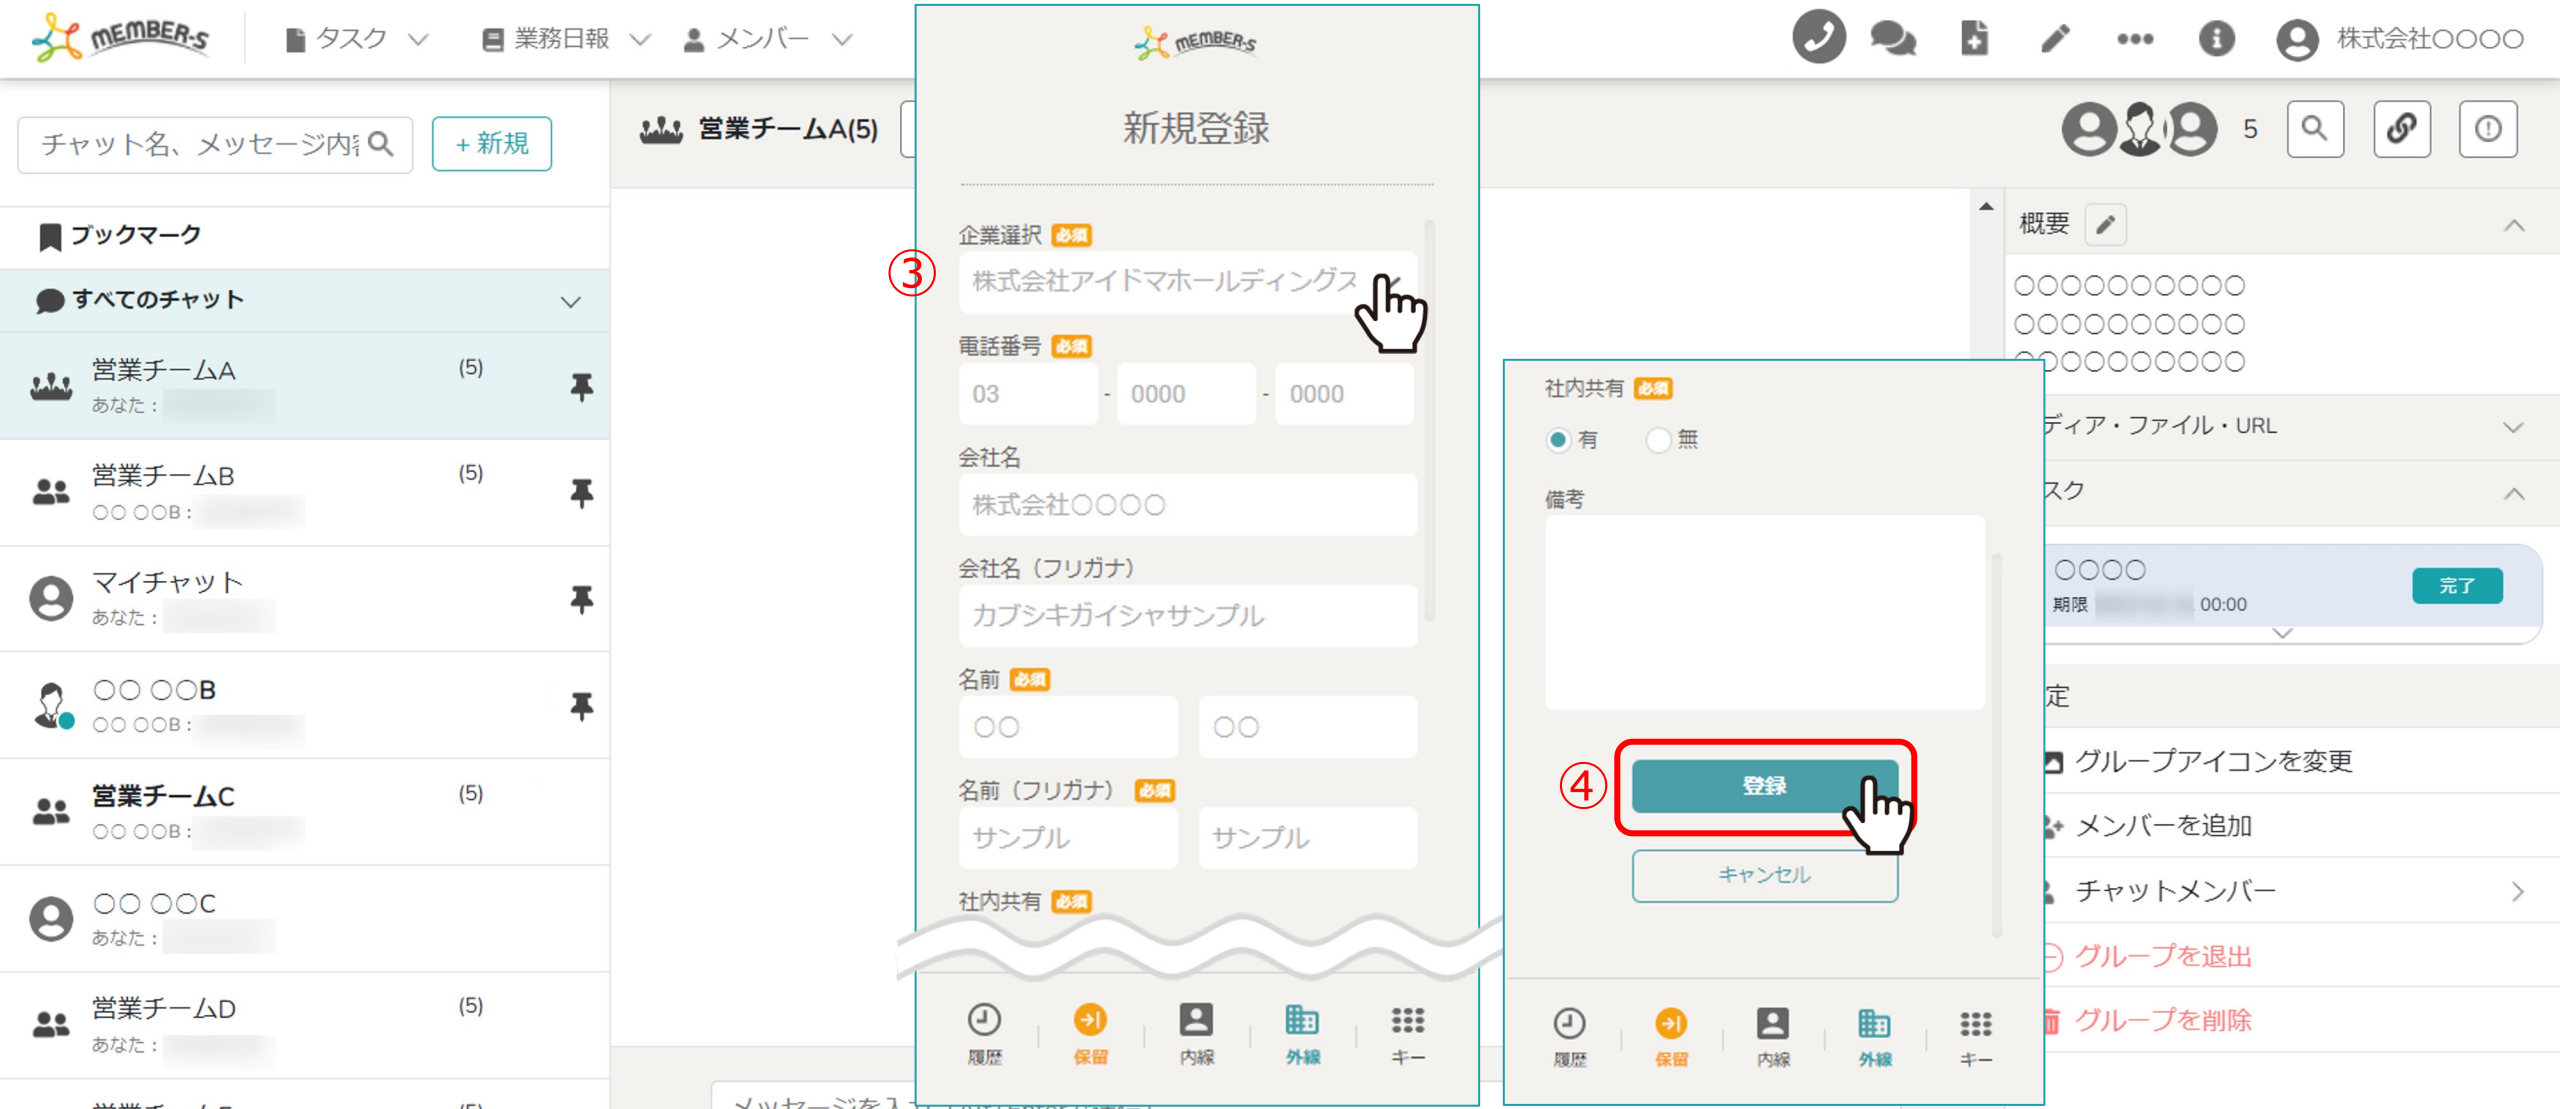 MEMBER-S
タスク
業務日報
メンバー
株式会社〇〇〇〇
チャット名、メッセージ内
+ 新規
ブックマーク
すべてのチャット
営業チームA (5)
あなた：
営業チームB (5)
〇〇 〇〇B：
マイチャット
あなた：
〇〇 〇〇B
〇〇 〇〇B：
営業チームC (5)
〇〇 〇〇B：
〇〇 〇〇C
あなた：
営業チームD (5)
あなた：
営業チームA(5)
5
MEMBER-S
新規登録
企業選択 必須
③
株式会社アイドマホールディングス
電話番号 必須
03 - 0000 - 0000
会社名
株式会社〇〇〇〇
会社名（フリガナ）
カブシキガイシャサンプル
名前 必須
〇〇 〇〇
名前（フリガナ） 必須
サンプル サンプル
社内共有 必須
履歴 保留 内線 外線 キー
社内共有 必須
有 無
備考
④
登録
キャンセル
履歴 保留 内線 外線 キー
概要
〇〇〇〇〇〇〇〇〇〇
〇〇〇〇〇〇〇〇〇〇
〇〇〇〇〇〇〇〇〇〇
ディア・ファイル・URL
スク
〇〇〇〇
完了
期限 00:00
定
グループアイコンを変更
メンバーを追加
チャットメンバー
グループを退出
グループを削除